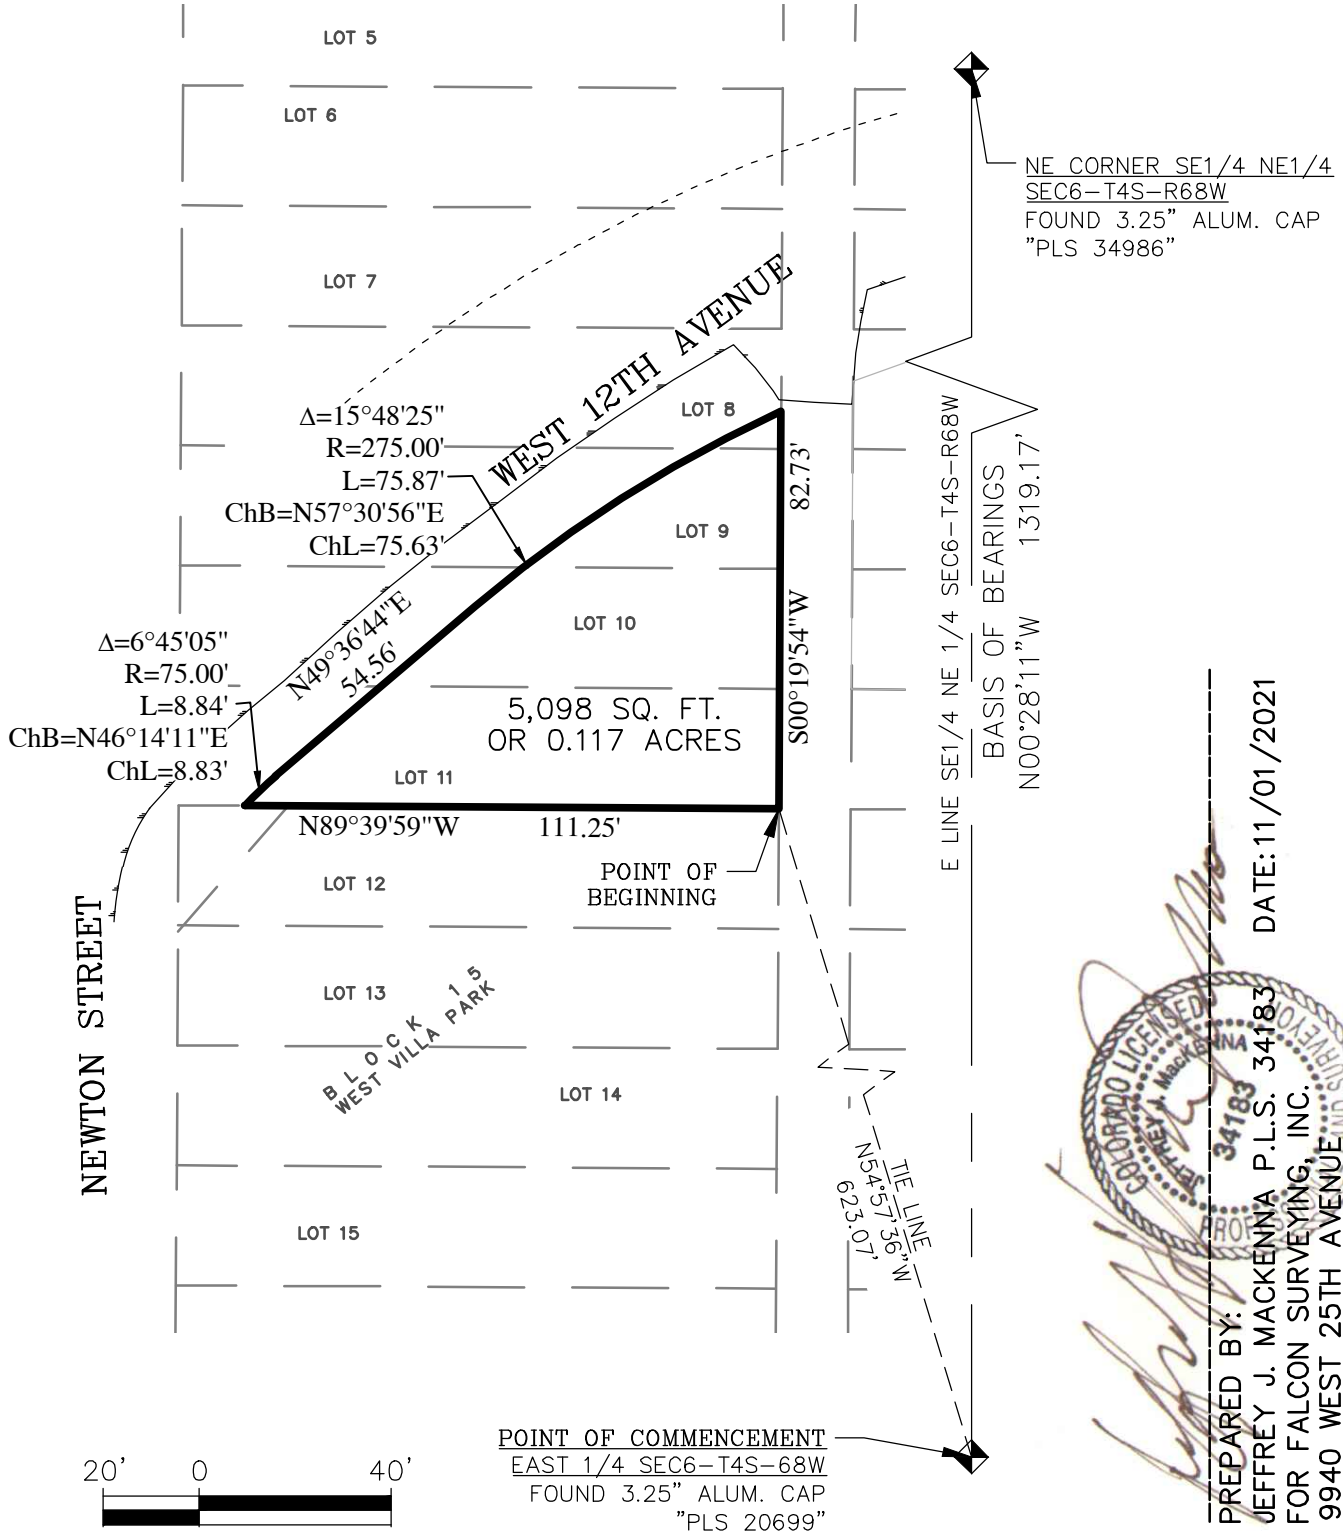 LOT 5
LOT 6
NE CORNER SE1/4 NE1/4
SEC6-T4S-R68W
FOUND 3.25" ALUM. CAP
"PLS 34986"
LOT 7
WEST 12TH AVENUE
LOT 8
Δ=15°48'25"
R=275.00'
L=75.87'
ChB=N57°30'56"E
ChL=75.63'
82.73'
S00°19'54"W
LOT 9
LOT 10
N49°36'44"E
54.56'
Δ=6°45'05"
R=75.00'
L=8.84'
ChB=N46°14'11"E
ChL=8.83'
5,098 SQ. FT.
OR 0.117 ACRES
LOT 11
N89°39'59"W 111.25'
POINT OF
BEGINNING
E LINE SE1/4 NE 1/4 SEC6-T4S-R68W
BASIS OF BEARINGS
N00°28'11"W 1319.17'
LOT 12
LOT 13
BLOCK 15
WEST VILLA PARK
LOT 14
LOT 15
NEWTON STREET
TIE LINE
N54°57'36"W
623.07'
POINT OF COMMENCEMENT
EAST 1/4 SEC6-T4S-68W
FOUND 3.25" ALUM. CAP
"PLS 20699"
20' 0 40'
PREPARED BY:
JEFFREY J. MACKENNA P.L.S. 34183 DATE: 11/01/2021
FOR FALCON SURVEYING, INC.
9940 WEST 25TH AVENUE
COLORADO LICENSED
JEFFREY J. MacKENNA
34183
SURVEYOR